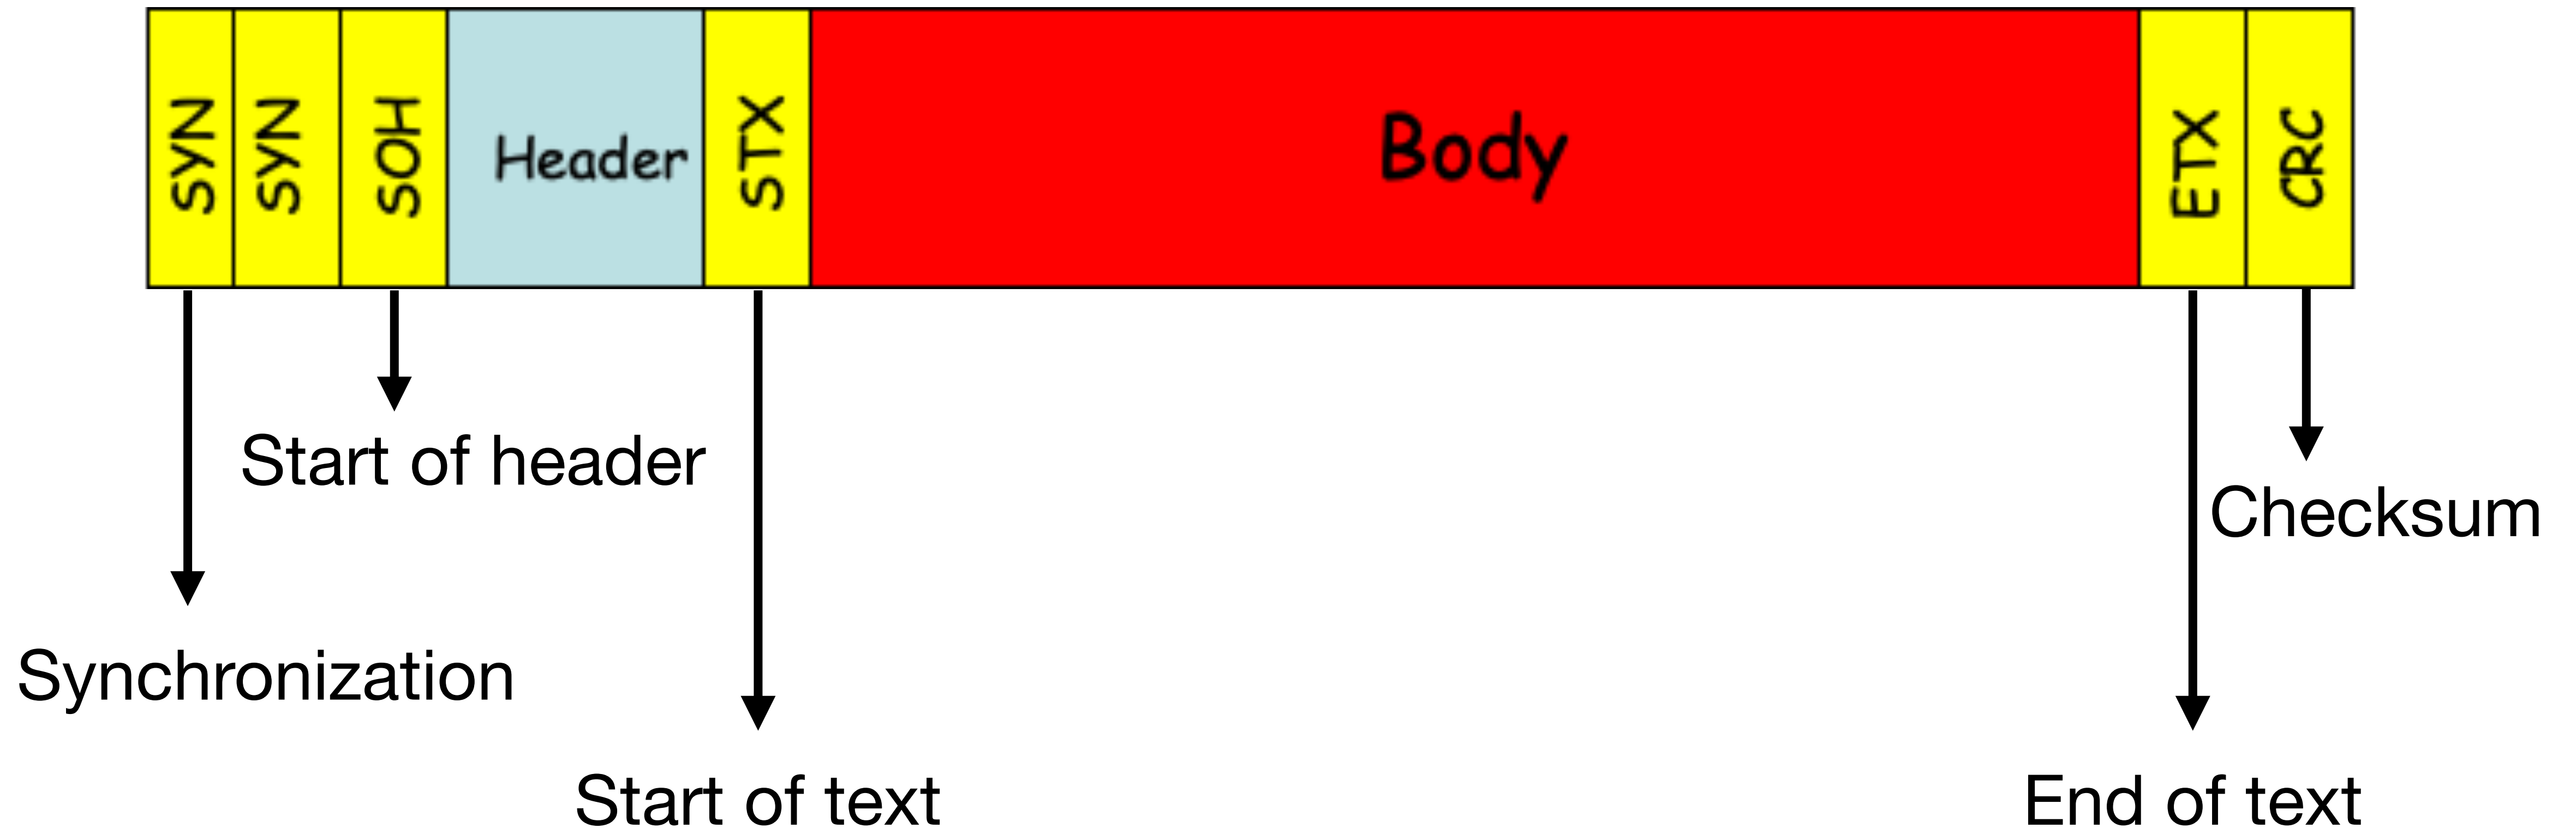 SYN
SYN
SOH
Header
STX
Body
ETX
CRC
Start of header
Checksum
Synchronization
Start of text
End of text